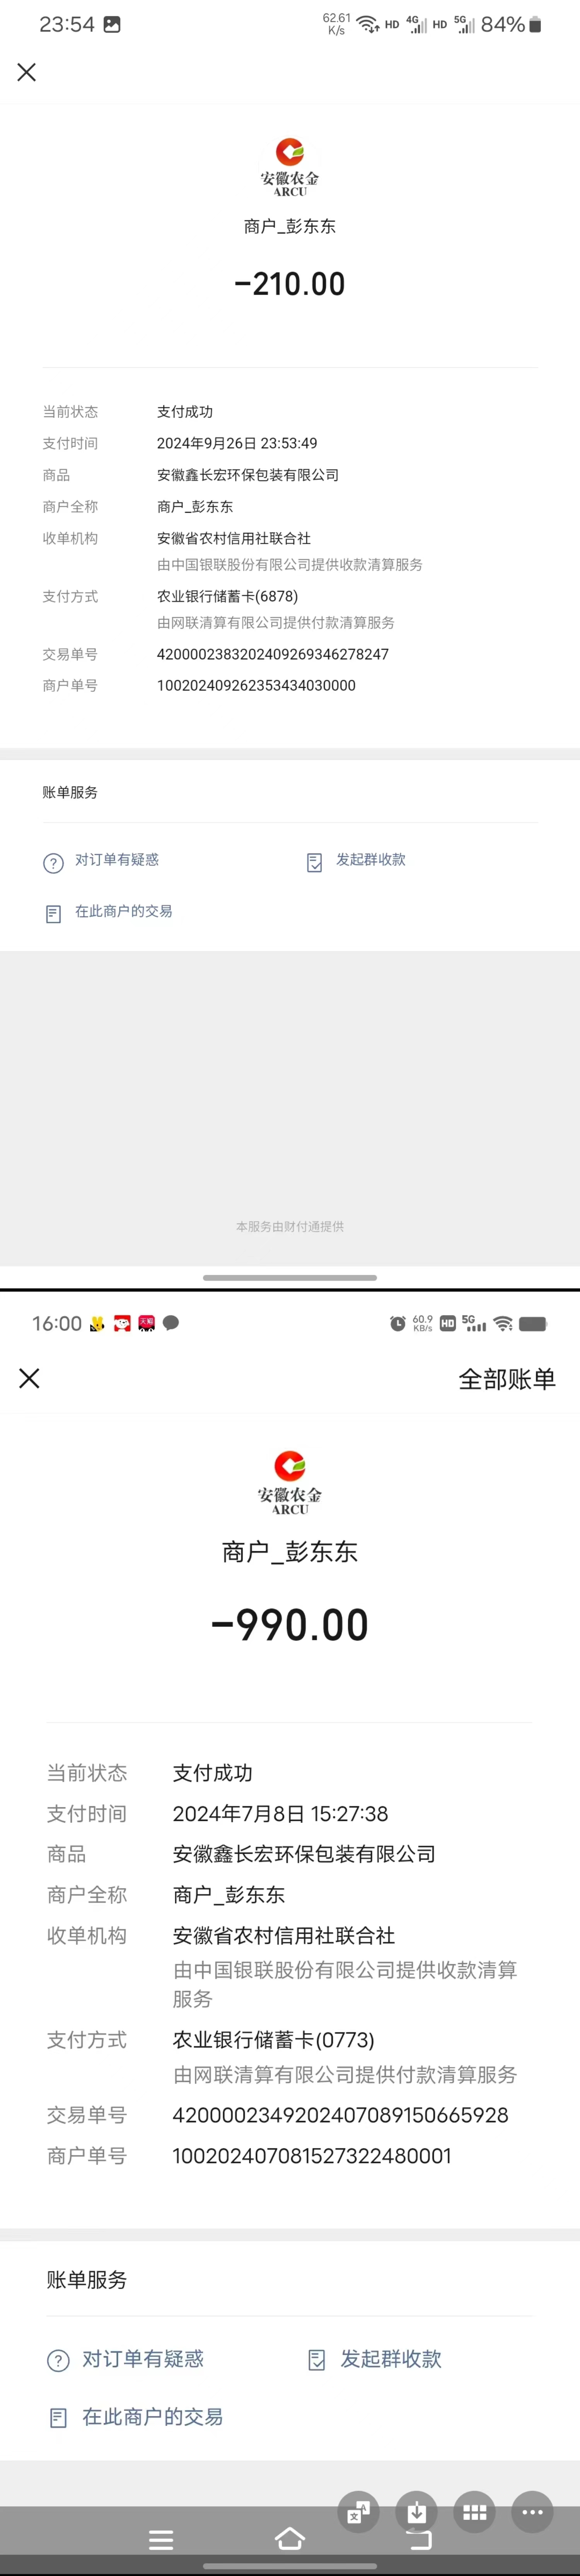 23:54 62.61 K/s HD 4G HD 5G 84%
安徽农金
ARCU
商户_彭东东
-210.00
当前状态 支付成功
支付时间 2024年9月26日 23:53:49
商品 安徽鑫长宏环保包装有限公司
商户全称 商户_彭东东
收单机构 安徽省农村信用社联合社
由中国银联股份有限公司提供收款清算服务
支付方式 农业银行储蓄卡(6878)
由网联清算有限公司提供付款清算服务
交易单号 4200002383202409269346278247
商户单号 100202409262353434030000
账单服务
对订单有疑惑 发起群收款
在此商户的交易
本服务由财付通提供
16:00 天猫 60.9 KB/s HD 5G
全部账单
安徽农金
ARCU
商户_彭东东
-990.00
当前状态 支付成功
支付时间 2024年7月8日 15:27:38
商品 安徽鑫长宏环保包装有限公司
商户全称 商户_彭东东
收单机构 安徽省农村信用社联合社
由中国银联股份有限公司提供收款清算
服务
支付方式 农业银行储蓄卡(0773)
由网联清算有限公司提供付款清算服务
交易单号 4200002349202407089150665928
商户单号 100202407081527322480001
账单服务
对订单有疑惑 发起群收款
在此商户的交易
文 A